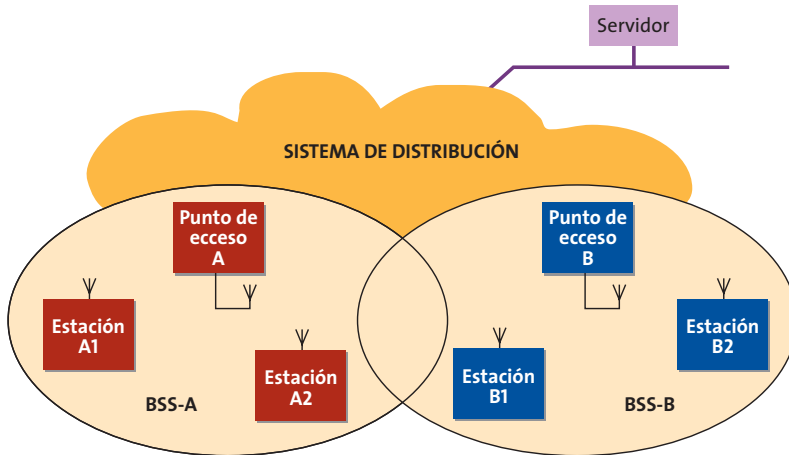 Servidor
SISTEMA DE DISTRIBUCIÓN
Punto de
ecceso
A
Estación
A1
Estación
A2
BSS-A
Punto de
ecceso
B
Estación
B1
Estación
B2
BSS-B